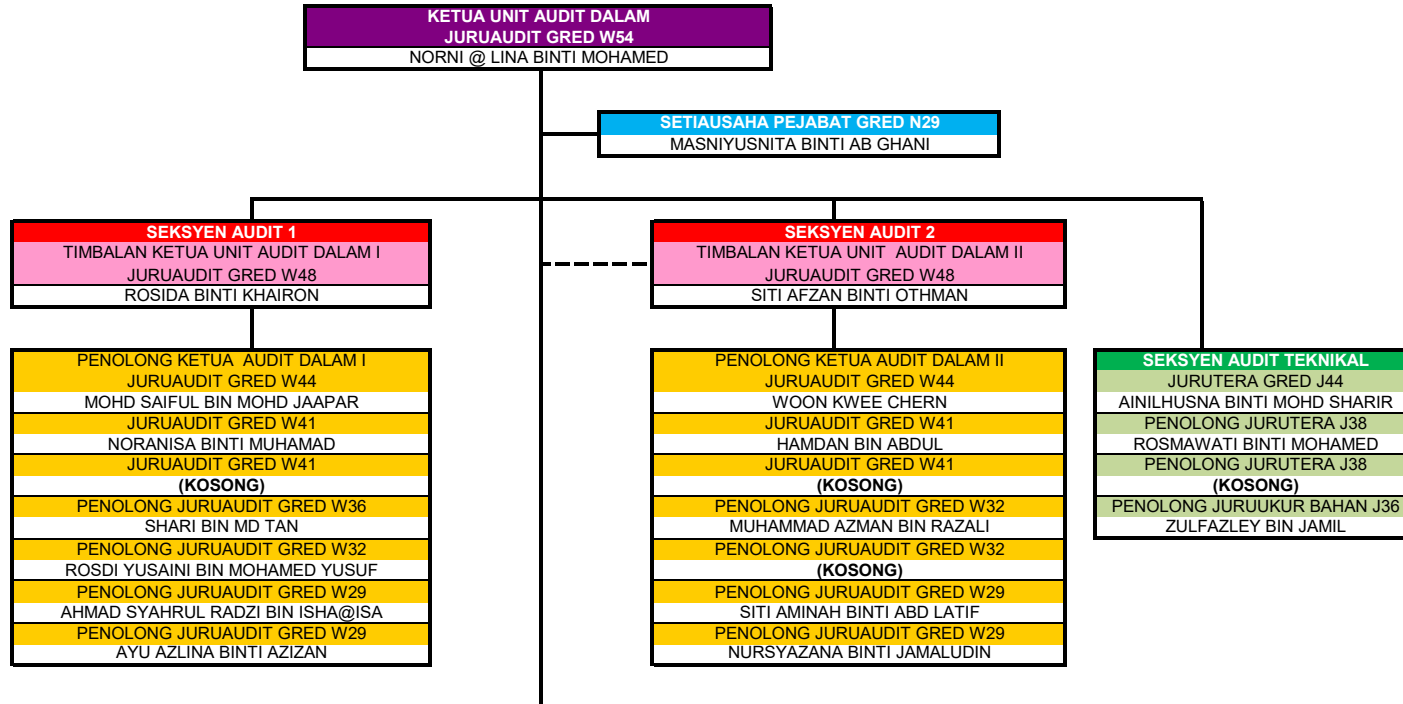 KETUA UNIT AUDIT DALAM
JURUAUDIT GRED W54
NORNI @ LINA BINTI MOHAMED
SETIAUSAHA PEJABAT GRED N29
MASNIYUSNITA BINTI AB GHANI
SEKSYEN AUDIT 1
TIMBALAN KETUA UNIT AUDIT DALAM I
JURUAUDIT GRED W48
ROSIDA BINTI KHAIRON
SEKSYEN AUDIT 2
TIMBALAN KETUA UNIT AUDIT DALAM II
JURUAUDIT GRED W48
SITI AFZAN BINTI OTHMAN
PENOLONG KETUA AUDIT DALAM I
JURUAUDIT GRED W44
MOHD SAIFUL BIN MOHD JAAPAR
JURUAUDIT GRED W41
NORANISA BINTI MUHAMAD
JURUAUDIT GRED W41
(KOSONG)
PENOLONG JURUAUDIT GRED W36
SHARI BIN MD TAN
PENOLONG JURUAUDIT GRED W32
ROSDI YUSAINI BIN MOHAMED YUSUF
PENOLONG JURUAUDIT GRED W29
AHMAD SYAHRUL RADZI BIN ISHA@ISA
PENOLONG JURUAUDIT GRED W29
AYU AZLINA BINTI AZIZAN
PENOLONG KETUA AUDIT DALAM II
JURUAUDIT GRED W44
WOON KWEE CHERN
JURUAUDIT GRED W41
HAMDAN BIN ABDUL
JURUAUDIT GRED W41
(KOSONG)
PENOLONG JURUAUDIT GRED W32
MUHAMMAD AZMAN BIN RAZALI
PENOLONG JURUAUDIT GRED W32
(KOSONG)
PENOLONG JURUAUDIT GRED W29
SITI AMINAH BINTI ABD LATIF
PENOLONG JURUAUDIT GRED W29
NURSYAZANA BINTI JAMALUDIN
SEKSYEN AUDIT TEKNIKAL
JURUTERA GRED J44
AINILHUSNA BINTI MOHD SHARIR
PENOLONG JURUTERA J38
ROSMAWATI BINTI MOHAMED
PENOLONG JURUTERA J38
(KOSONG)
PENOLONG JURUUKUR BAHAN J36
ZULFAZLEY BIN JAMIL